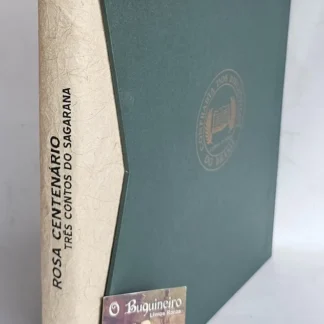 ROSA CENTENÁRIO
TRÊS CONTOS DO SAGARANA
O Buquineiro
Livros Raros